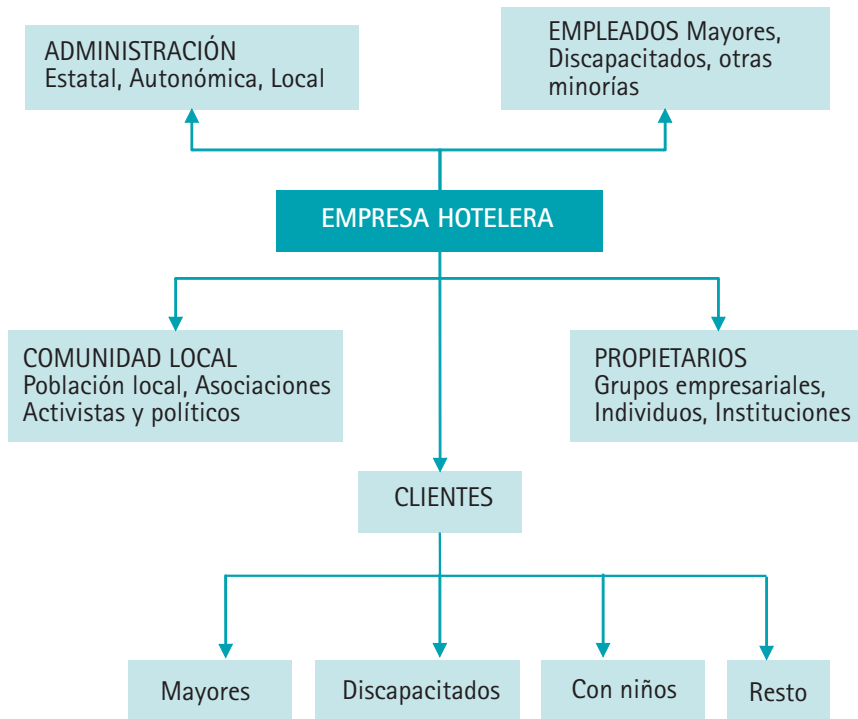 ADMINISTRACIÓN
Estatal, Autonómica, Local
EMPLEADOS Mayores,
Discapacitados, otras
minorías
EMPRESA HOTELERA
COMUNIDAD LOCAL
Población local, Asociaciones
Activistas y políticos
PROPIETARIOS
Grupos empresariales,
Individuos, Instituciones
CLIENTES
Mayores
Discapacitados
Con niños
Resto